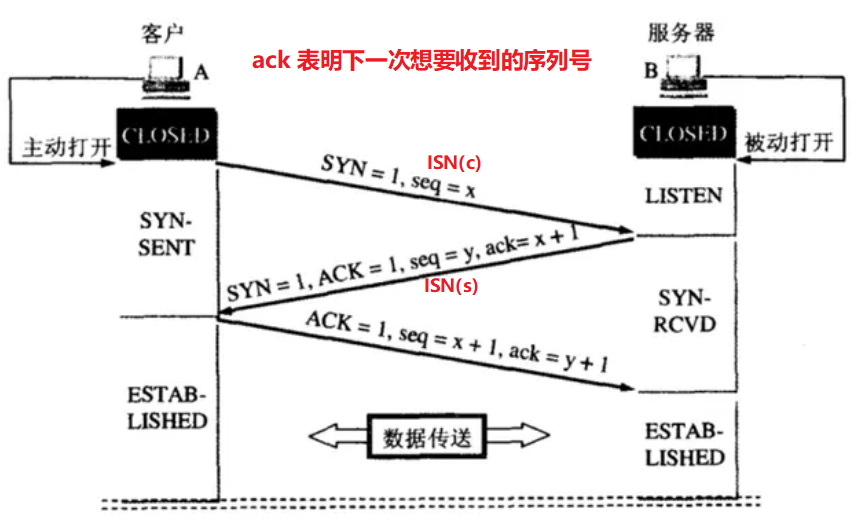 客户
服务器
ack 表明下一次想要收到的序列号
A
B
CLOSED
CLOSED
主动打开
被动打开
ISN(c)
SYN = 1, seq = x
LISTEN
SYN-
SENT
SYN = 1, ACK = 1, seq = y, ack= x + 1
ISN(s)
SYN-
RCVD
ACK = 1, seq = x + 1, ack = y + 1
ESTAB-
LISHED
数据传送
ESTAB-
LISHED